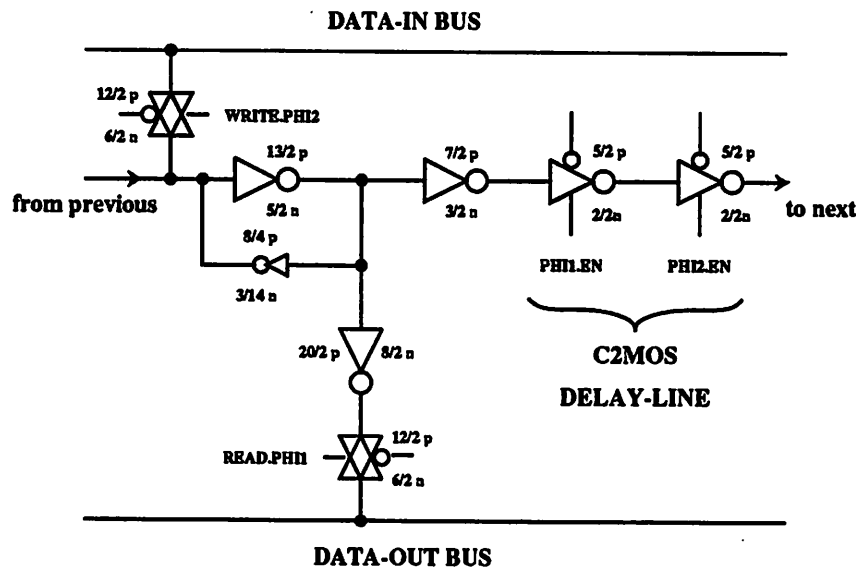 DATA-IN BUS
12/2 p
WRITE.PHI2
6/2 n
13/2 p
7/2 p
5/2 p
5/2 p
from previous
5/2 n
3/2 n
2/2n
2/2n
to next
8/4 p
PHI1.EN
PHI2.EN
3/14 n
20/2 p
8/2 n
C2MOS
DELAY-LINE
12/2 p
READ.PHI1
6/2 n
DATA-OUT BUS